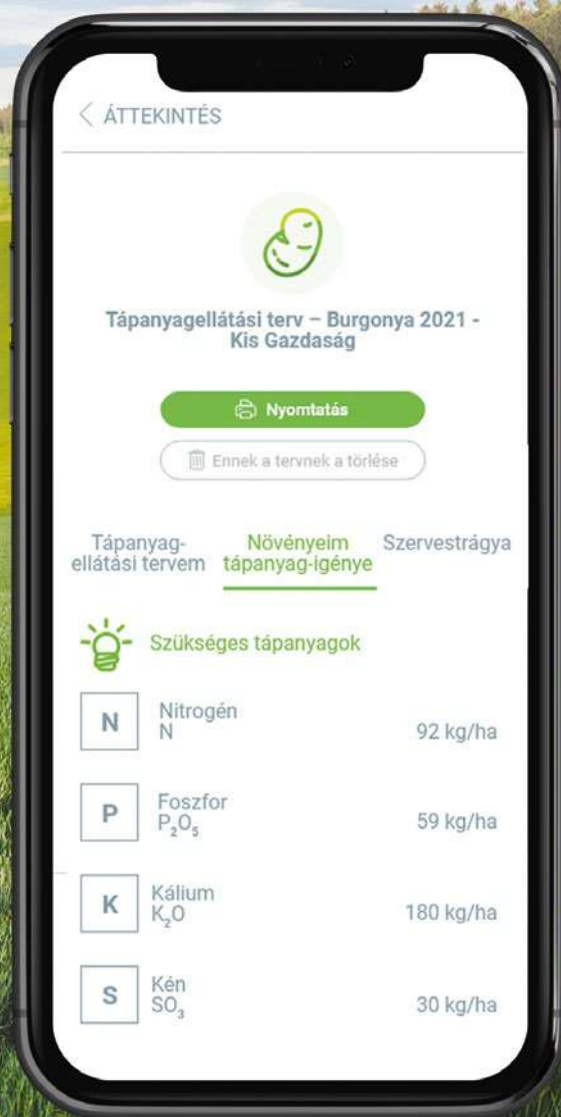 < ÁTTEKINTÉS
Tápanyagellátási terv – Burgonya 2021 -
Kis Gazdaság
Nyomtatás
Ennek a tervnek a törlése
Tápanyag-
ellátási tervem
Növényeim
tápanyag-igénye
Szervestrágya
Szükséges tápanyagok
N
Nitrogén
N
92 kg/ha
P
Foszfor
P₂O₅
59 kg/ha
K
Kálium
K₂O
180 kg/ha
S
Kén
SO₃
30 kg/ha